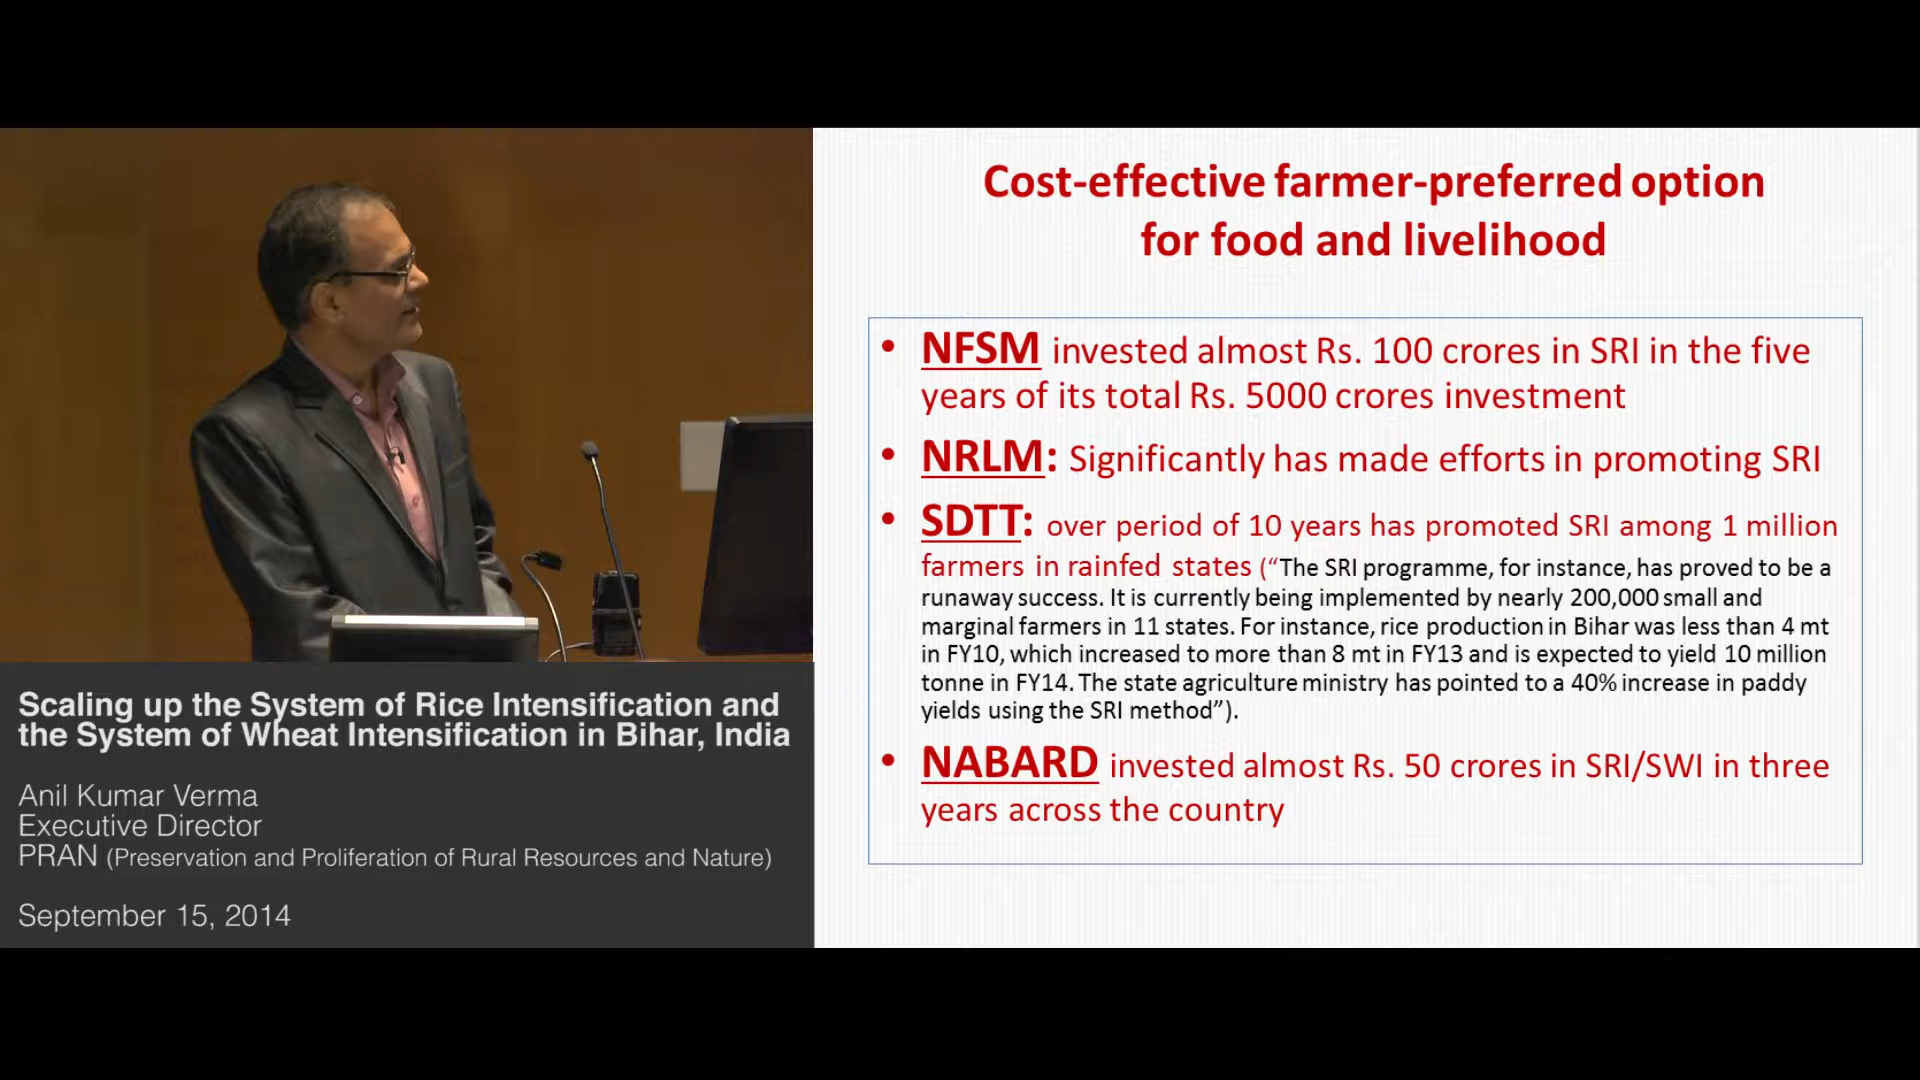 Cost-effective farmer-preferred option
for food and livelihood
• NFSM invested almost Rs. 100 crores in SRI in the five
years of its total Rs. 5000 crores investment
• NRLM: Significantly has made efforts in promoting SRI
• SDTT: over period of 10 years has promoted SRI among 1 million
farmers in rainfed states (“The SRI programme, for instance, has proved to be a
runaway success. It is currently being implemented by nearly 200,000 small and
marginal farmers in 11 states. For instance, rice production in Bihar was less than 4 mt
in FY10, which increased to more than 8 mt in FY13 and is expected to yield 10 million
tonne in FY14. The state agriculture ministry has pointed to a 40% increase in paddy
yields using the SRI method”).
• NABARD invested almost Rs. 50 crores in SRI/SWI in three
years across the country
Scaling up the System of Rice Intensification and
the System of Wheat Intensification in Bihar, India
Anil Kumar Verma
Executive Director
PRAN (Preservation and Proliferation of Rural Resources and Nature)
September 15, 2014